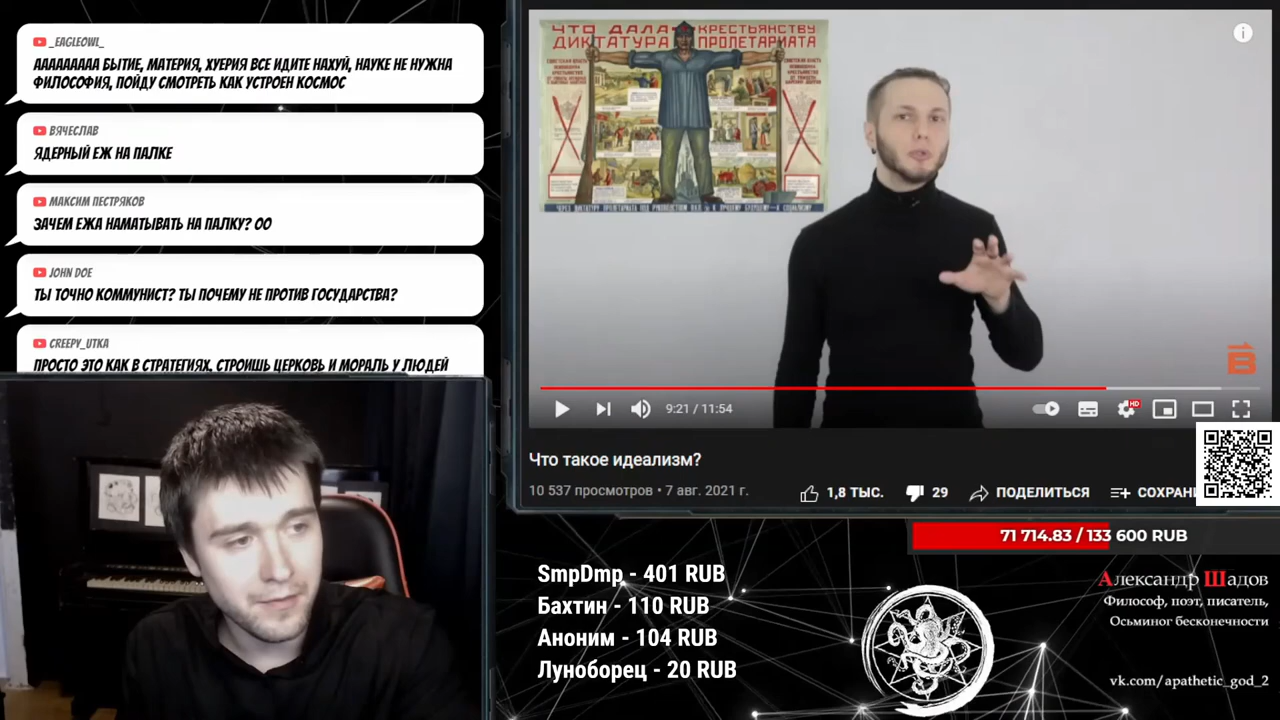 _EAGLEOWL_
ААААААААА БЫТИЕ, МАТЕРИЯ, ХУЕРИЯ ВСЕ ИДИТЕ НАХУЙ, НАУКЕ НЕ НУЖНА
ФИЛОСОФИЯ, ПОЙДУ СМОТРЕТЬ КАК УСТРОЕН КОСМОС
ВЯЧЕСЛАВ
ЯДЕРНЫЙ ЕЖ НА ПАЛКЕ
МАКСИМ ПЕСТРЯКОВ
ЗАЧЕМ ЕЖА НАМАТЫВАТЬ НА ПАЛКУ? ОО
JOHN DOE
ТЫ ТОЧНО КОММУНИСТ? ТЫ ПОЧЕМУ НЕ ПРОТИВ ГОСУДАРСТВА?
CREEPY_UTKA
ПРОСТО ЭТО КАК В СТРАТЕГИЯХ, СТРОИШЬ ЦЕРКОВЬ И МОРАЛЬ У ЛЮДЕЙ
ЧТО ДАЛА КРЕСТЬЯНСТВУ
ДИКТАТУРА ПРОЛЕТАРИАТА
9:21 / 11:54
HD
В
Что такое идеализм?
10 537 просмотров • 7 авг. 2021 г.
1,8 ТЫС.
29
ПОДЕЛИТЬСЯ
71 714.83 / 133 600 RUB
SmpDmp - 401 RUB
Бахтин - 110 RUB
Аноним - 104 RUB
Луноборец - 20 RUB
Александр Шадов
Философ, поэт, писатель,
Осьминог бесконечности
vk.com/apathetic_god_2